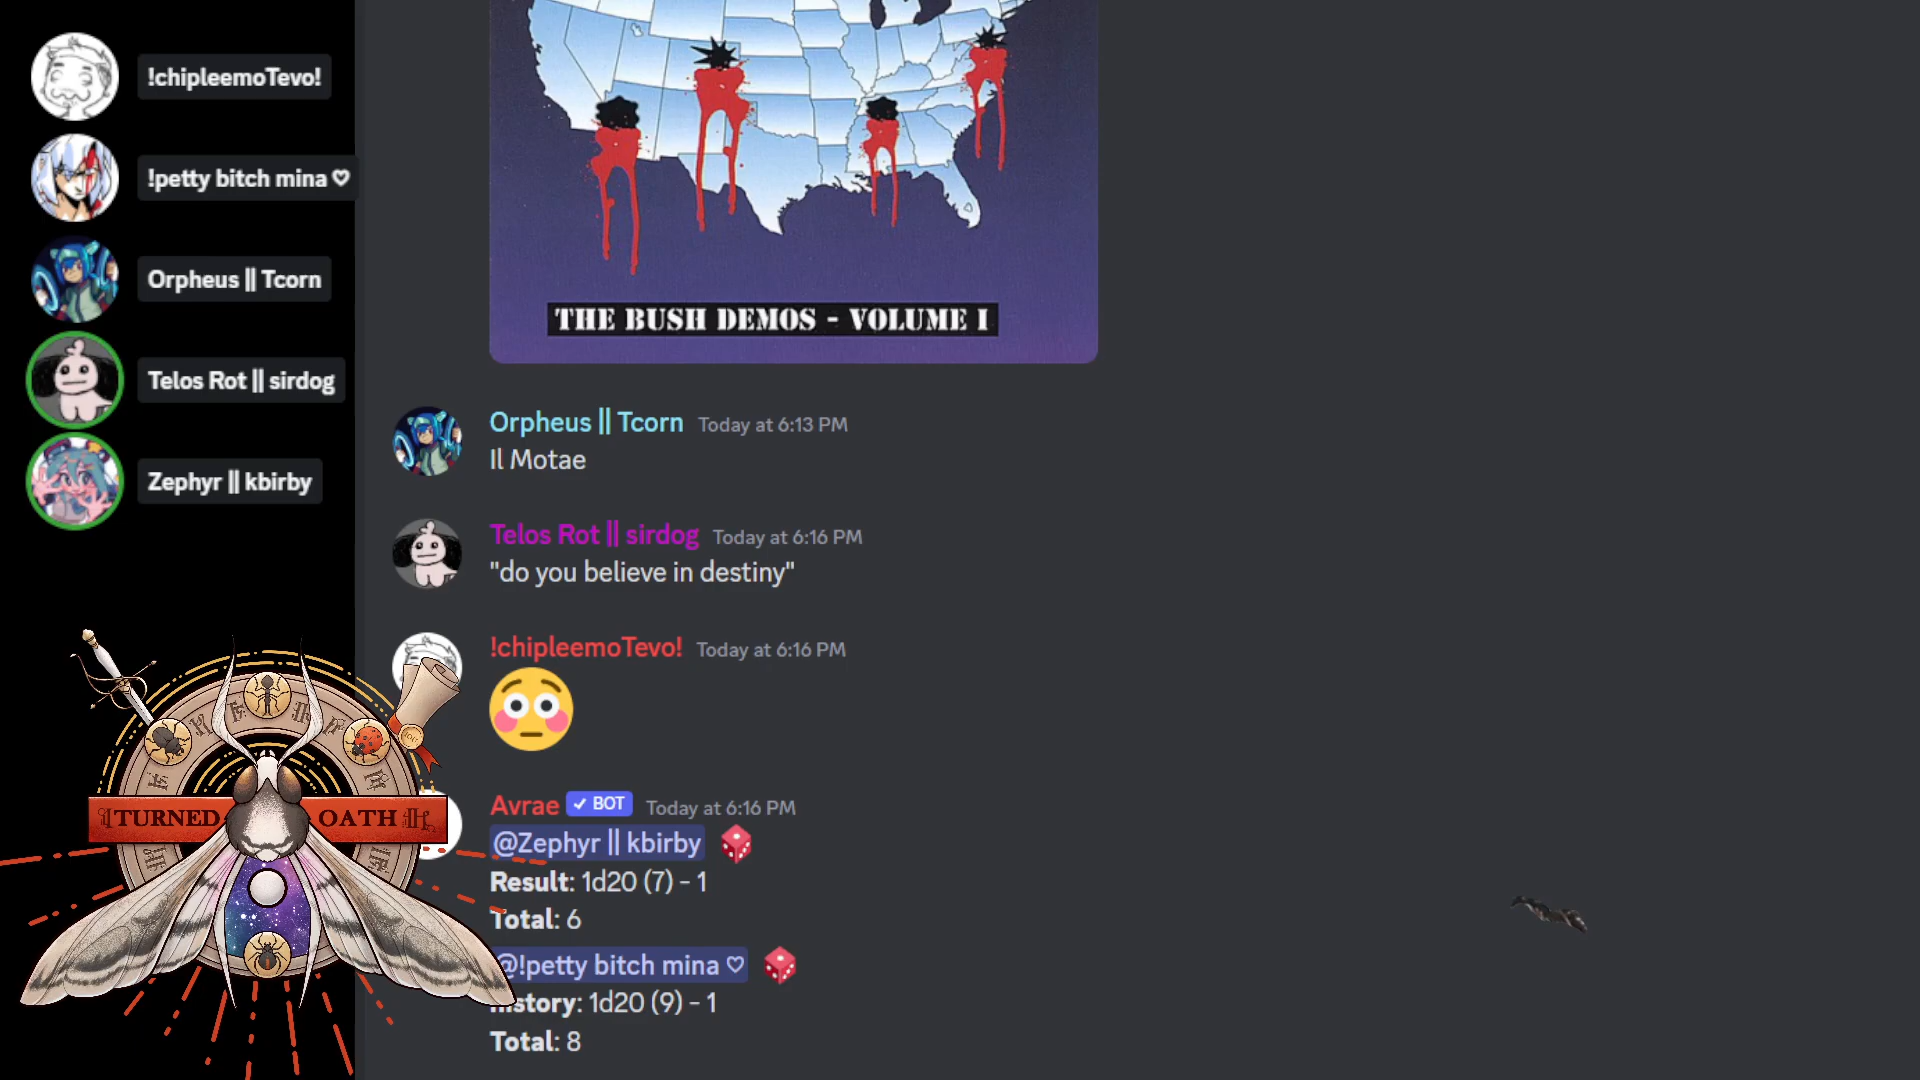 !chipleemoTevo!
!petty bitch mina ♡
Orpheus || Tcorn
Telos Rot || sirdog
Zephyr || kbirby
THE BUSH DEMOS - VOLUME I
Orpheus || Tcorn Today at 6:13 PM
Il Motae
Telos Rot || sirdog Today at 6:16 PM
"do you believe in destiny"
!chipleemoTevo! Today at 6:16 PM
Avrae ✓ BOT Today at 6:16 PM
@Zephyr || kbirby
Result: 1d20 (7) - 1
Total: 6
@!petty bitch mina ♡
History: 1d20 (9) - 1
Total: 8
TURNED OATH